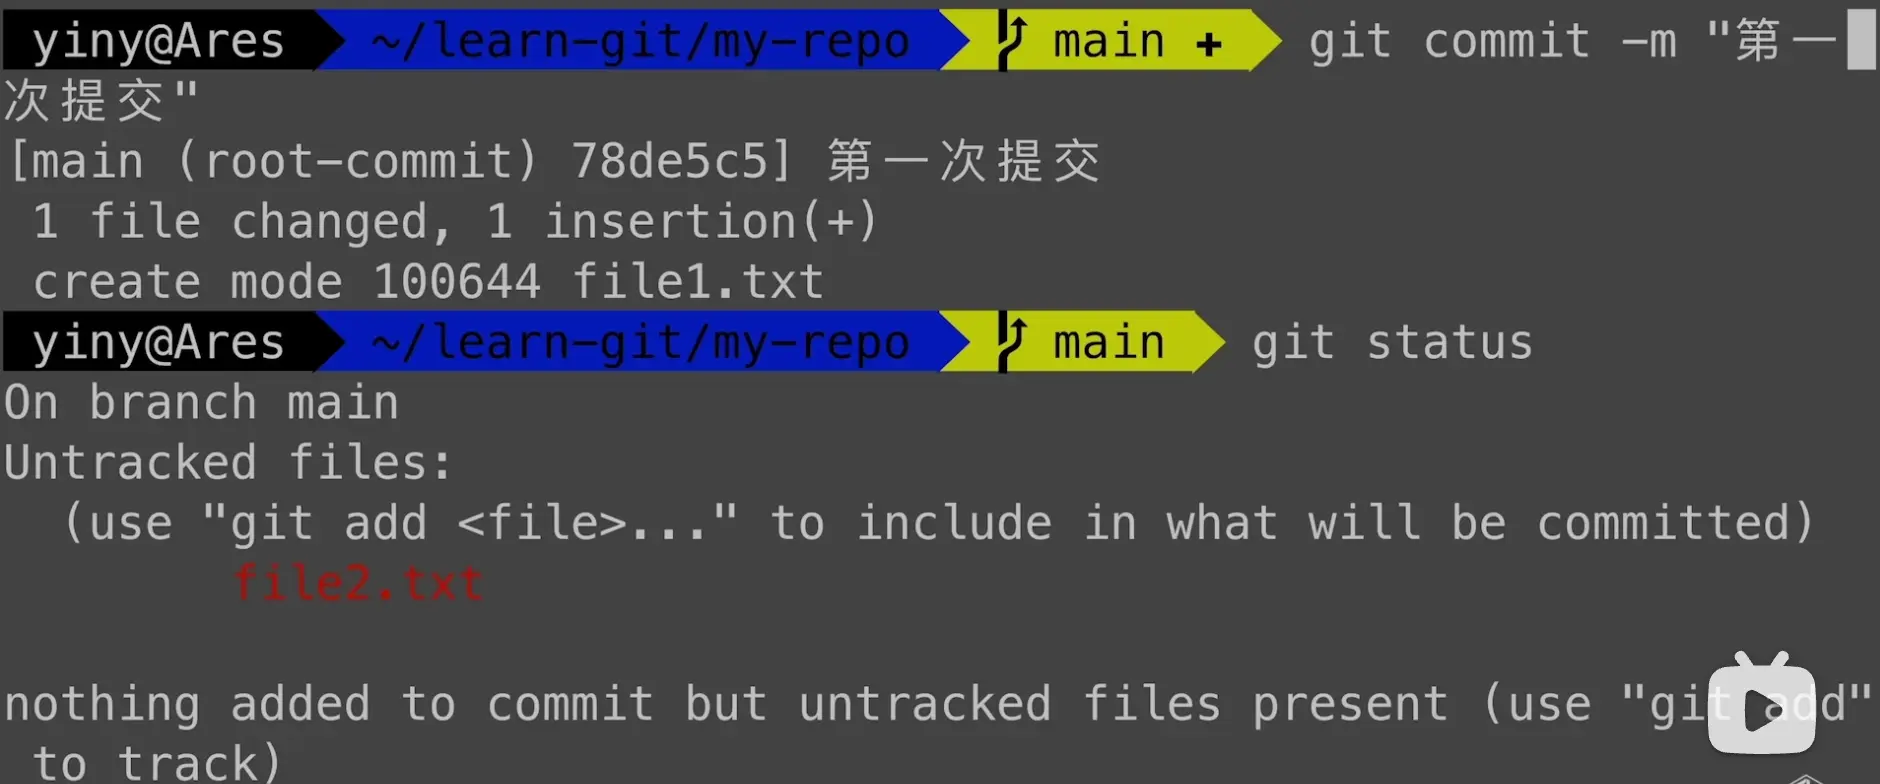 yiny@Ares ~/learn-git/my-repo main + git commit -m "第一
次提交"
[main (root-commit) 78de5c5] 第一次提交
1 file changed, 1 insertion(+)
create mode 100644 file1.txt
yiny@Ares ~/learn-git/my-repo main git status
On branch main
Untracked files:
(use "git add <file>..." to include in what will be committed)
file2.txt
nothing added to commit but untracked files present (use "git add"
to track)